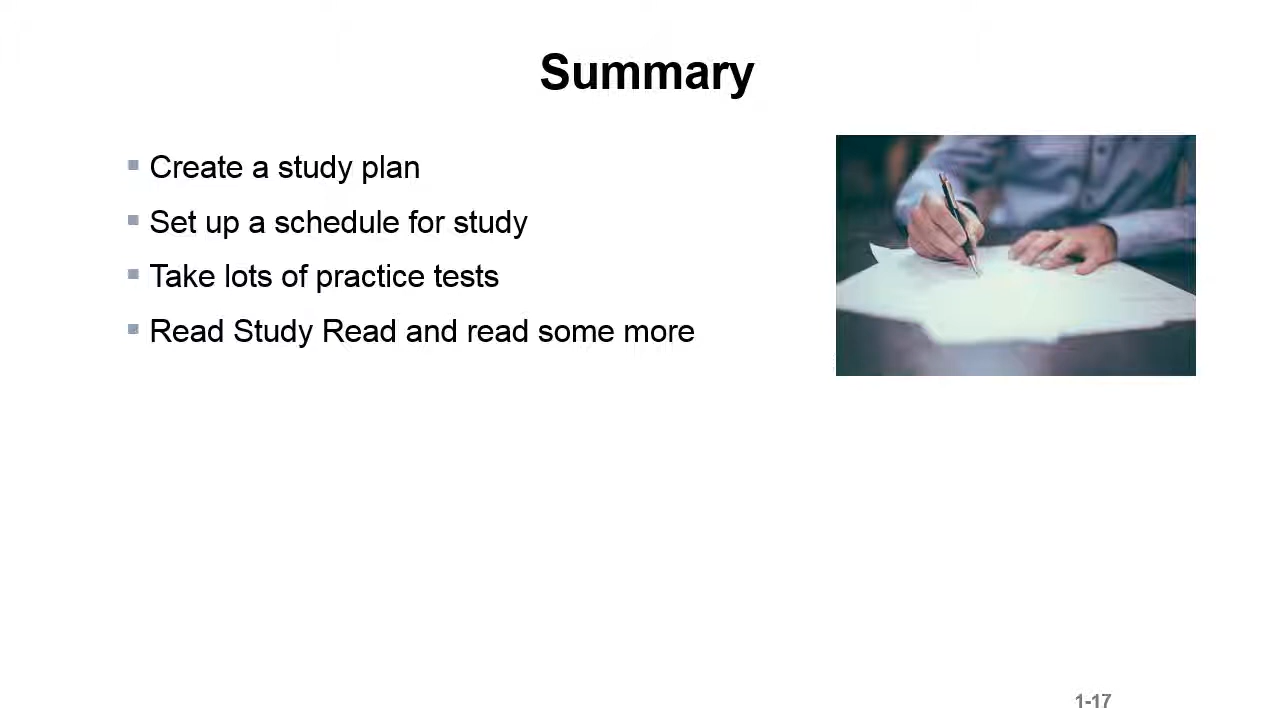 Summary
Create a study plan
Set up a schedule for study
Take lots of practice tests
Read Study Read and read some more
1-17